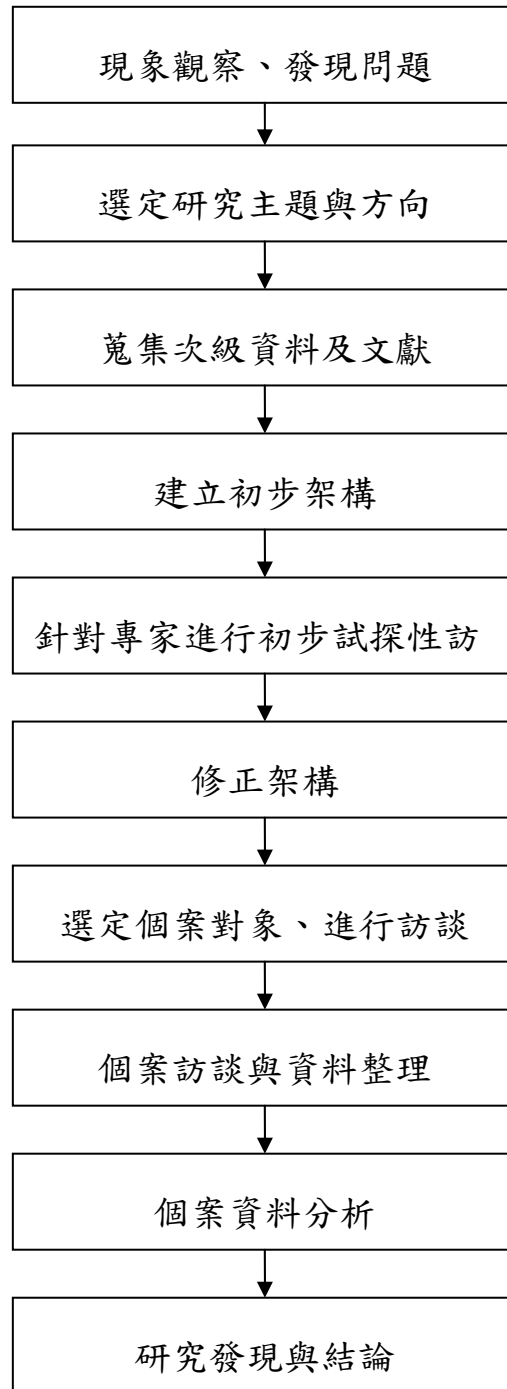 現象觀察、發現問題
選定研究主題與方向
蒐集次級資料及文獻
建立初步架構
針對專家進行初步試探性訪
修正架構
選定個案對象、進行訪談
個案訪談與資料整理
個案資料分析
研究發現與結論